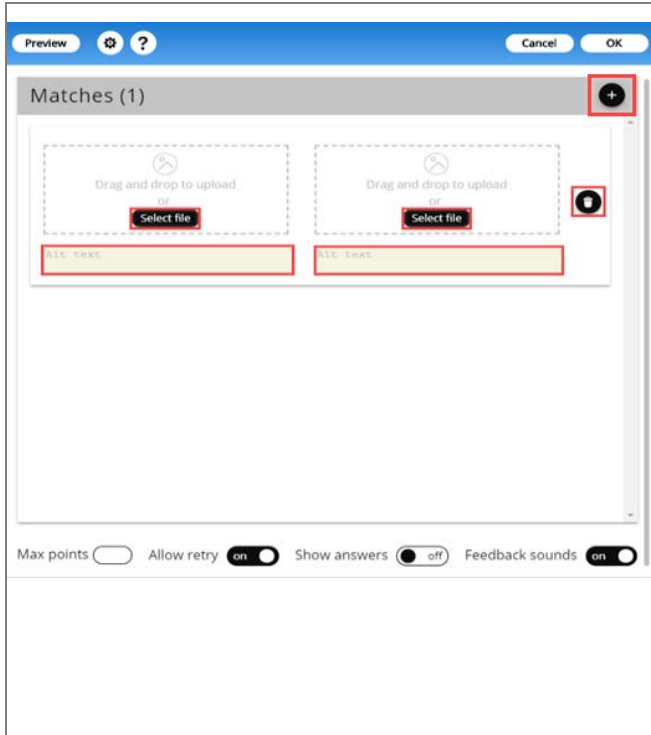 Preview ? Cancel OK
Matches (1) +
Drag and drop to upload Drag and drop to upload
or or
Select file Select file
Alt text Alt text
Max points Allow retry on Show answers off Feedback sounds on